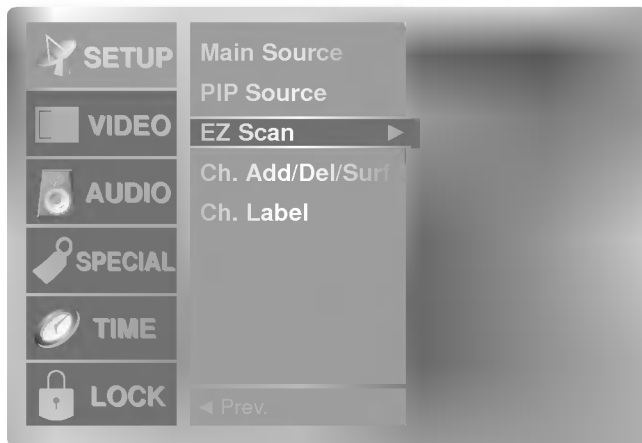 SETUP
VIDEO
AUDIO
SPECIAL
TIME
LOCK
Main Source
PIP Source
EZ Scan ▶
Ch. Add/Del/Surf
Ch. Label
◀ Prev.